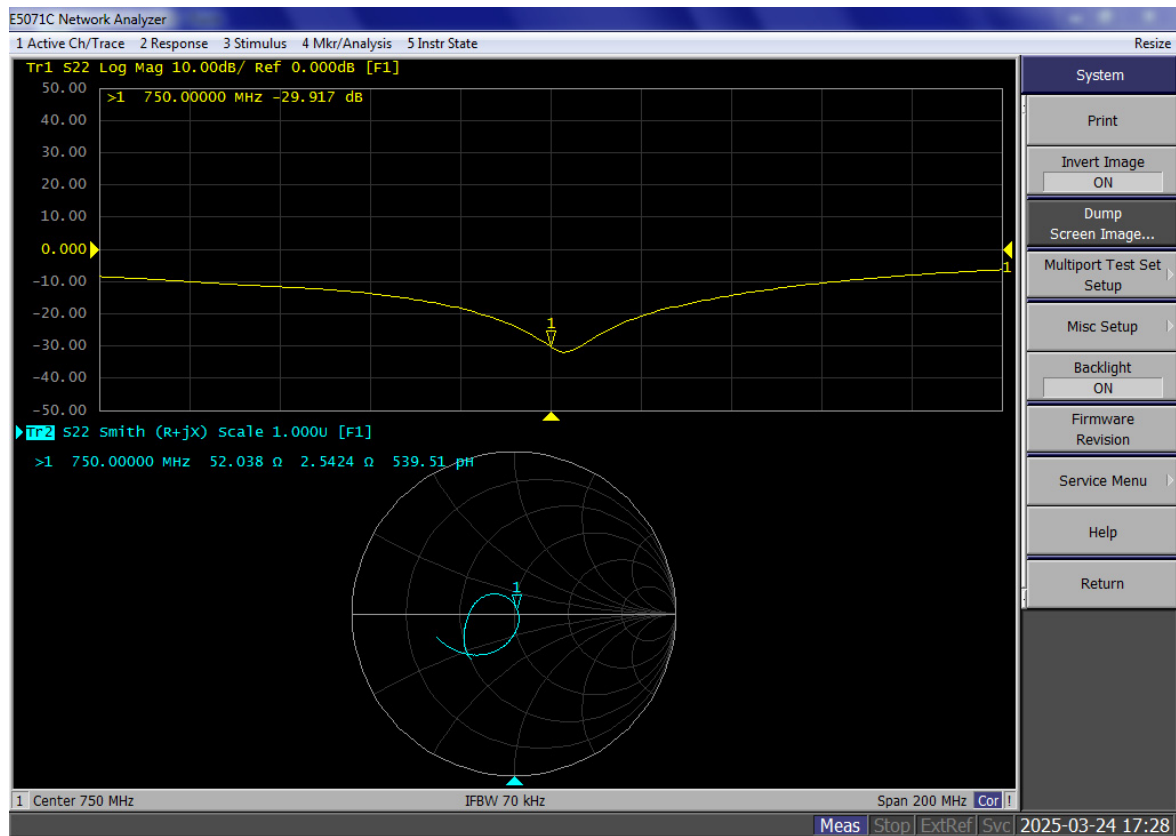 E5071C Network Analyzer
1 Active Ch/Trace 2 Response 3 Stimulus 4 Mkr/Analysis 5 Instr State
Resize
Tr1 S22 Log Mag 10.00dB/ Ref 0.000dB [F1]
50.00
>1 750.00000 MHz -29.917 dB
40.00
30.00
20.00
10.00
0.000
-10.00
1
-20.00
1
-30.00
-40.00
-50.00
Tr2 S22 Smith (R+jX) Scale 1.000U [F1]
>1 750.00000 MHz 52.038 Ω 2.5424 Ω 539.51 pH
1
System
Print
Invert Image
ON
Dump
Screen Image...
Multiport Test Set
Setup
Misc Setup
Backlight
ON
Firmware
Revision
Service Menu
Help
Return
1 Center 750 MHz
IFBW 70 kHz
Span 200 MHz Cor !
Meas Stop ExtRef Svc 2025-03-24 17:28